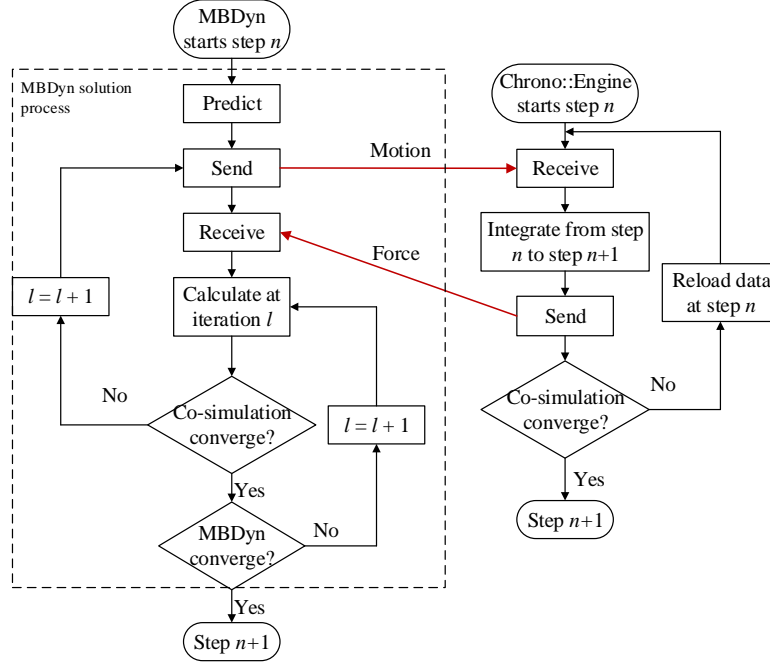 MBDyn
starts step n
MBDyn solution
process
Predict
Send
Receive
Calculate at
iteration l
l = l + 1
No
Co-simulation
converge?
l = l + 1
Yes
No
MBDyn
converge?
Yes
Step n+1
Motion
Force
Chrono::Engine
starts step n
Receive
Integrate from step
n to step n+1
Reload data
at step n
Send
No
Co-simulation
converge?
Yes
Step n+1